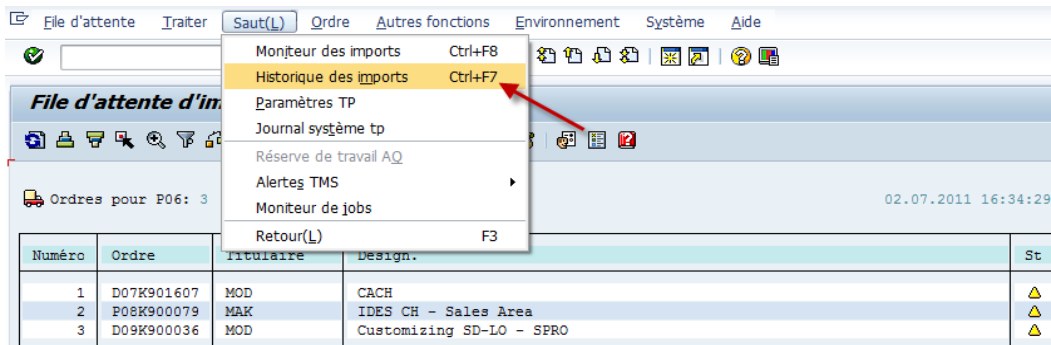 File d'attente Traiter Saut(L) Ordre Autres fonctions Environnement Système Aide
Moniteur des imports Ctrl+F8
Historique des imports Ctrl+F7
File d'attente d'im
Paramètres TP
Journal système tp
Réserve de travail AQ
Alertes TMS
Ordres pour P06: 3 02.07.2011 16:34:29
Moniteur de jobs
Retour(L) F3
Numéro Ordre Titulaire Design. St
1 D07K901607 MOD CACH
2 P08K900079 MAK IDES CH - Sales Area
3 D09K900036 MOD Customizing SD-LO - SPRO